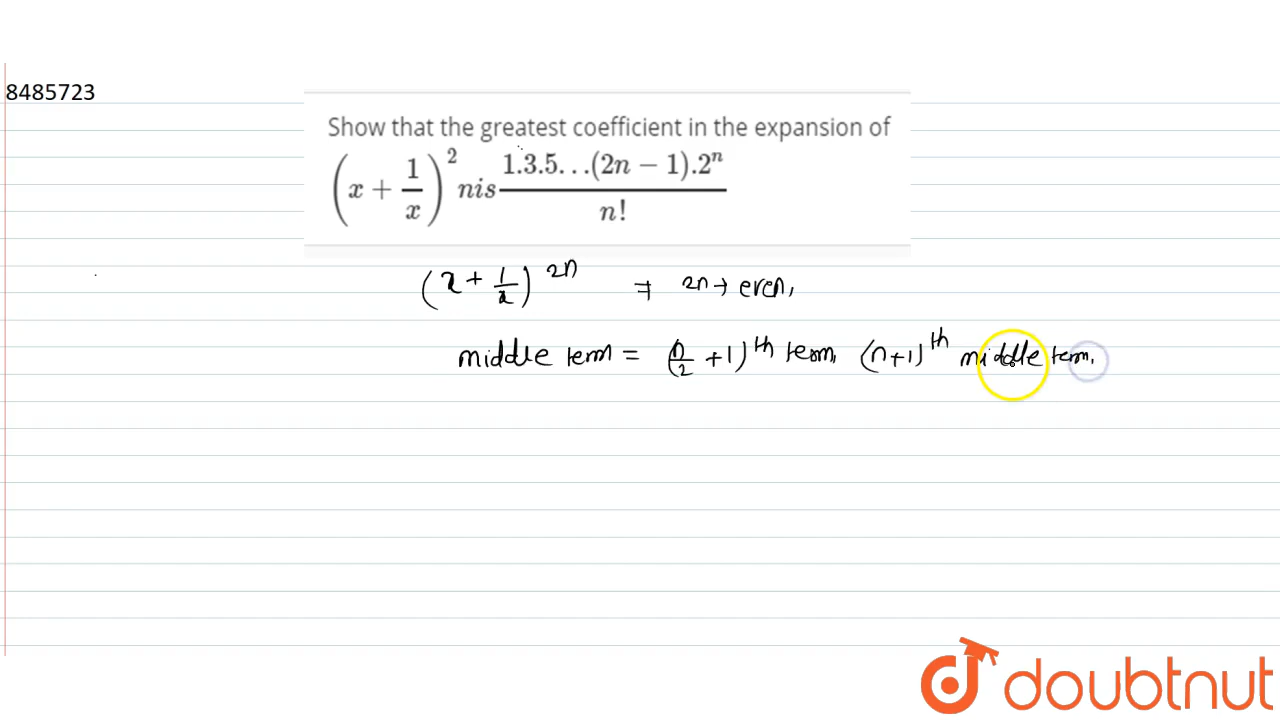 8485723
Show that the greatest coefficient in the expansion of
(x + 1/x)^2 nis 1.3.5. . .(2n − 1).2^n / n!
(x + 1/x)^2n ⇒ 2n → even,
middle term = (n/2 + 1)^th term, (n+1)^th middle term,
doubtnut